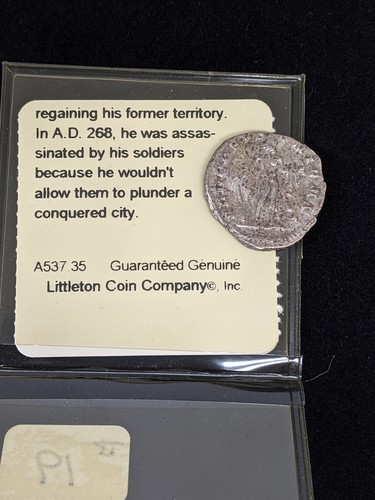 regaining his former territory.
In A.D. 268, he was assas-
sinated by his soldiers
because he wouldn't
allow them to plunder a
conquered city.
A537.35 Guaranteed Genuine
Littleton Coin Company©, Inc.
19